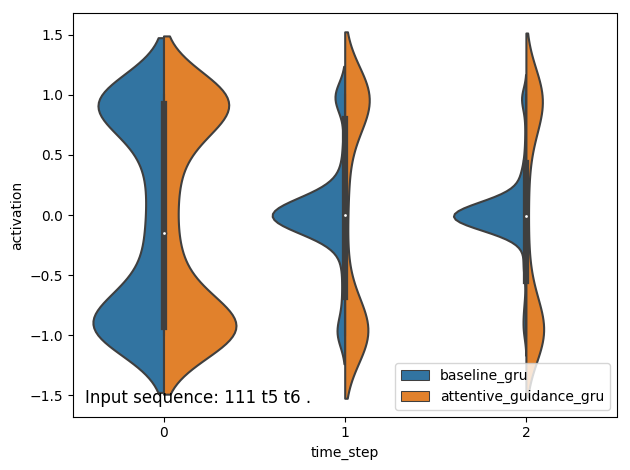 1.5
1.0
0.5
0.0
−0.5
−1.0
−1.5
activation
Input sequence: 111 t5 t6 .
baseline_gru
attentive_guidance_gru
0 1 2
time_step